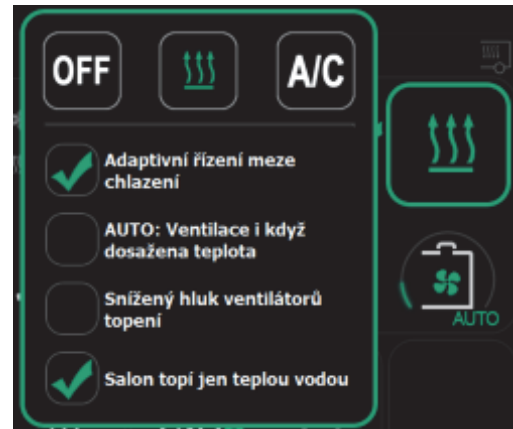 OFF
A/C
Adaptivní řízení meze
chlazení
AUTO: Ventilace i když
dosažena teplota
Snížený hluk ventilátorů
topení
Salon topí jen teplou vodou
AUTO